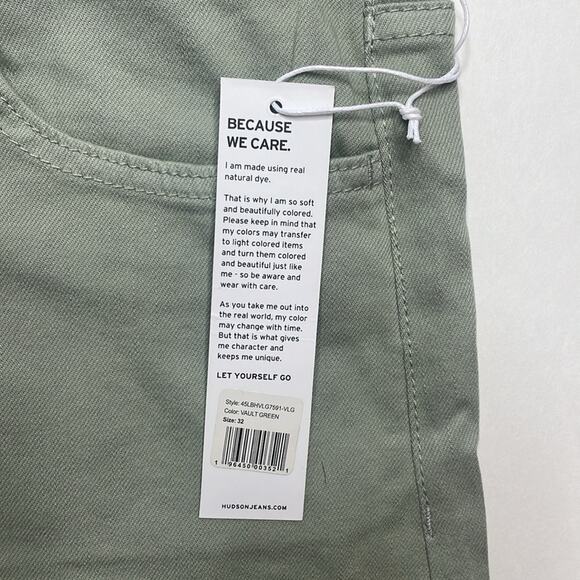 BECAUSE
WE CARE.
I am made using real
natural dye.
That is why I am so soft
and beautifully colored.
Please keep in mind that
my colors may transfer
to light colored items
and turn them colored
and beautiful just like
me - so be aware and
wear with care.
As you take me out into
the real world, my color
may change with time.
But that is what gives
me character and
keeps me unique.
LET YOURSELF GO
Style: 45LBHVLG7591-VLG
Color: VAULT GREEN
Size: 32
1 96450 00352 1
HUDSONJEANS.COM